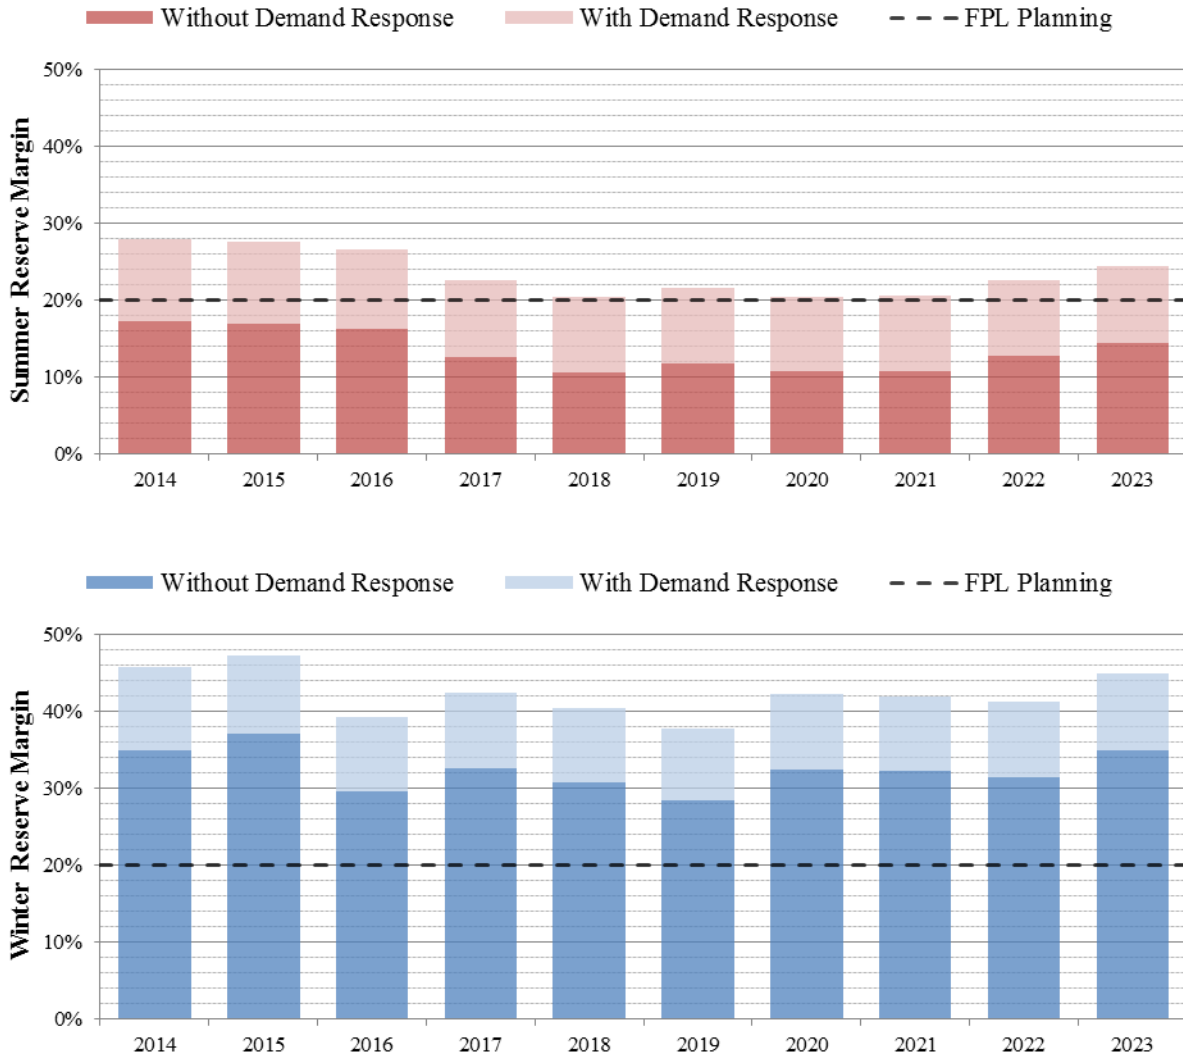 Without Demand Response With Demand Response FPL Planning
Summer Reserve Margin
50%
40%
30%
20%
10%
0%
2014 2015 2016 2017 2018 2019 2020 2021 2022 2023
Without Demand Response With Demand Response FPL Planning
Winter Reserve Margin
50%
40%
30%
20%
10%
0%
2014 2015 2016 2017 2018 2019 2020 2021 2022 2023